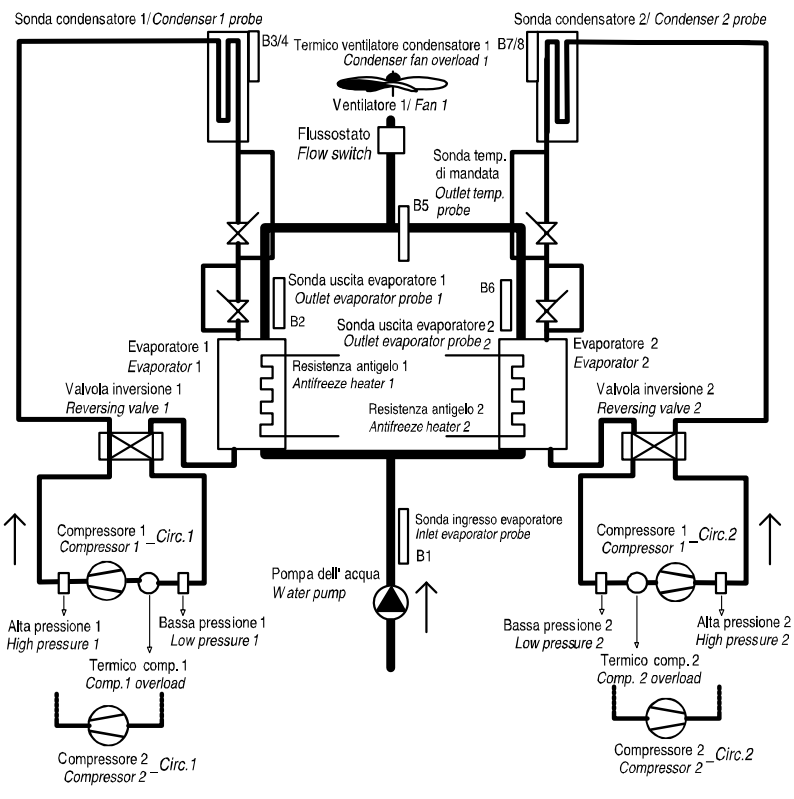 Sonda condensatore 1/ Condenser 1 probe
Sonda condensatore 2/ Condenser 2 probe
B3/4
Termico ventilatore condensatore 1
Condenser fan overload 1
B7/8
Ventilatore 1/ Fan 1
Flussostato
Flow switch
Sonda temp.
di mandata
Outlet temp.
probe
B5
Sonda uscita evaporatore 1
Outlet evaporator probe 1
B2
B6
Sonda uscita evaporatore 2
Outlet evaporator probe 2
Evaporatore 1
Evaporator 1
Evaporatore 2
Evaporator 2
Resistenza antigelo 1
Antifreeze heater 1
Valvola inversione 1
Reversing valve 1
Resistenza antigelo 2
Antifreeze heater 2
Valvola inversione 2
Reversing valve 2
Compressore 1 _Circ.1
Compressor 1
Sonda ingresso evaporatore
Inlet evaporator probe
B1
Compressore 1 _Circ.2
Compressor 1
Pompa dell' acqua
Water pump
Alta pressione 1
High pressure 1
Bassa pressione 1
Low pressure 1
Bassa pressione 2
Low pressure 2
Alta pressione 2
High pressure 2
Termico comp. 1
Comp.1 overload
Termico comp. 2
Comp. 2 overload
Compressore 2 _Circ.1
Compressor 2
Compressore 2 _Circ.2
Compressor 2